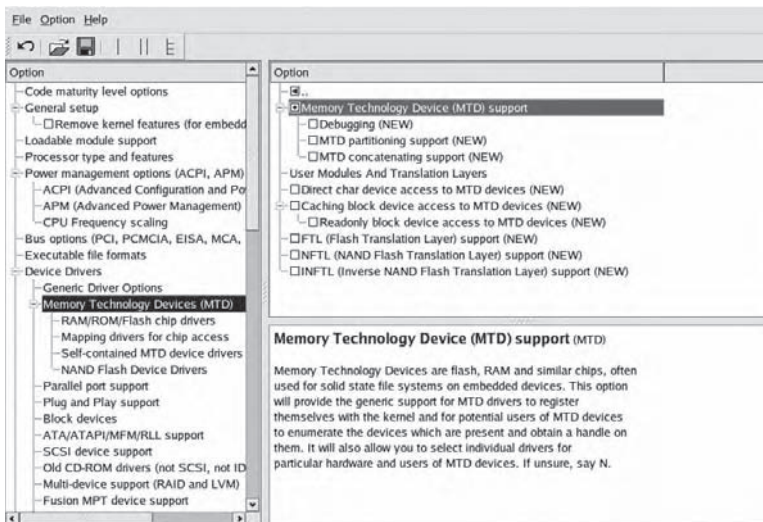 File Option Help
Option
Code maturity level options
General setup
Remove kernel features (for embedd
Loadable module support
Processor type and features
Power management options (ACPI, APM)
ACPI (Advanced Configuration and Po
APM (Advanced Power Management)
CPU Frequency scaling
Bus options (PCI, PCMCIA, EISA, MCA,
Executable file formats
Device Drivers
Generic Driver Options
Memory Technology Devices (MTD)
RAM/ROM/Flash chip drivers
Mapping drivers for chip access
Self-contained MTD device drivers
NAND Flash Device Drivers
Parallel port support
Plug and Play support
Block devices
ATA/ATAPI/MFM/RLL support
SCSI device support
Old CD-ROM drivers (not SCSI, not ID
Multi-device support (RAID and LVM)
Fusion MPT device support
Option
..
Memory Technology Device (MTD) support
Debugging (NEW)
MTD partitioning support (NEW)
MTD concatenating support (NEW)
User Modules And Translation Layers
Direct char device access to MTD devices (NEW)
Caching block device access to MTD devices (NEW)
Readonly block device access to MTD devices (NEW)
FTL (Flash Translation Layer) support (NEW)
NFTL (NAND Flash Translation Layer) support (NEW)
INFTL (Inverse NAND Flash Translation Layer) support (NEW)
Memory Technology Device (MTD) support (MTD)
Memory Technology Devices are flash, RAM and similar chips, often
used for solid state file systems on embedded devices. This option
will provide the generic support for MTD drivers to register
themselves with the kernel and for potential users of MTD devices
to enumerate the devices which are present and obtain a handle on
them. It will also allow you to select individual drivers for
particular hardware and users of MTD devices. If unsure, say N.